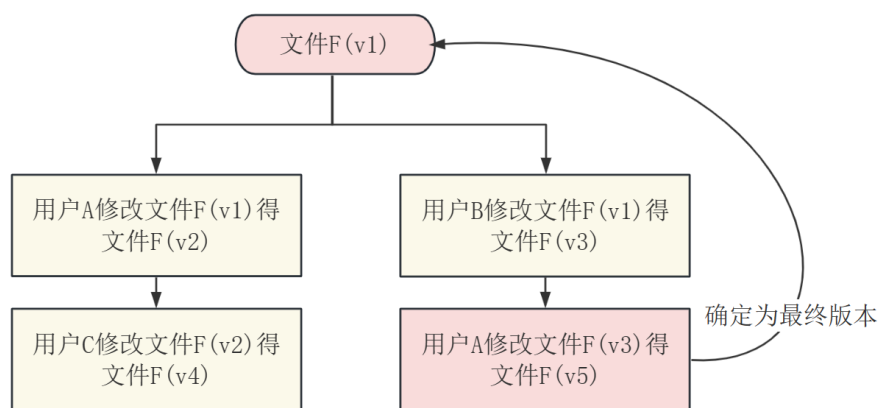 文件F(v1)
用户A修改文件F(v1)得
文件F(v2)
用户B修改文件F(v1)得
文件F(v3)
用户C修改文件F(v2)得
文件F(v4)
用户A修改文件F(v3)得
文件F(v5)
确定为最终版本